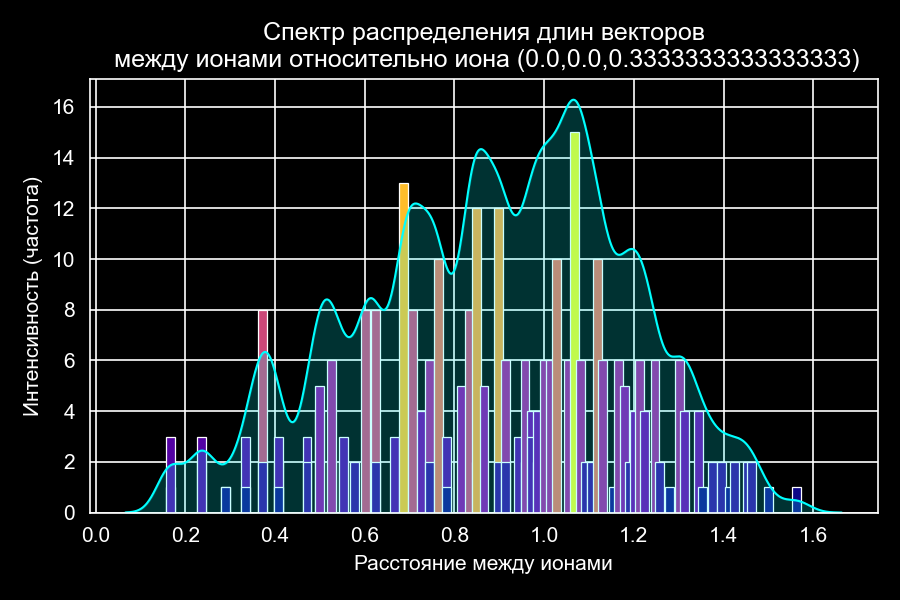 Спектр распределения длин векторов
между ионами относительно иона (0.0,0.0,0.3333333333333333)
Интенсивность (частота)
16
14
12
10
8
6
4
2
0
0.0 0.2 0.4 0.6 0.8 1.0 1.2 1.4 1.6
Расстояние между ионами